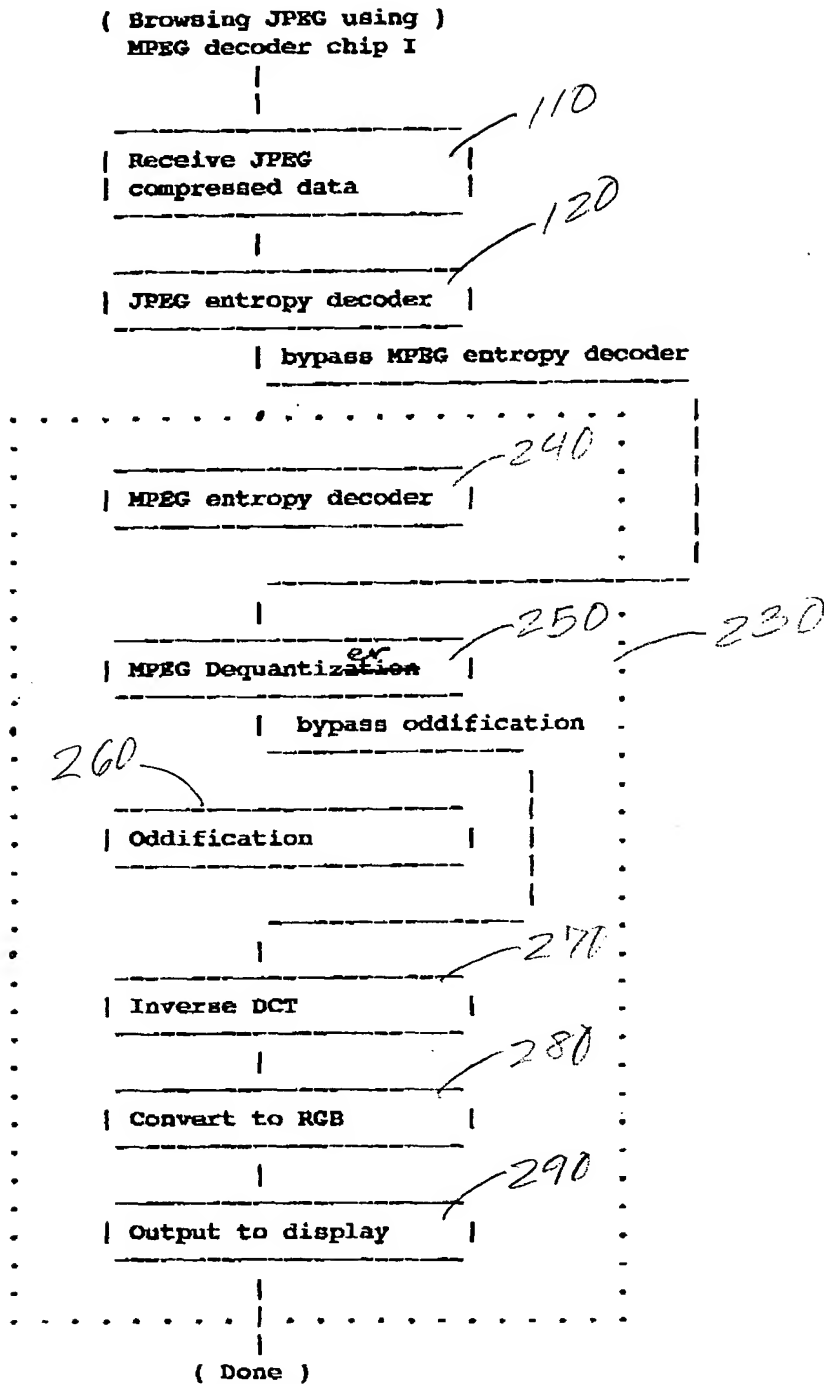 ( Browsing JPEG using )
MPEG decoder chip I
110
Receive JPEG
compressed data
120
JPEG entropy decoder
bypass MPEG entropy decoder
240
MPEG entropy decoder
250
230
er
MPEG Dequantization
bypass oddification
260
Oddification
270
Inverse DCT
280
Convert to RGB
290
Output to display
( Done )